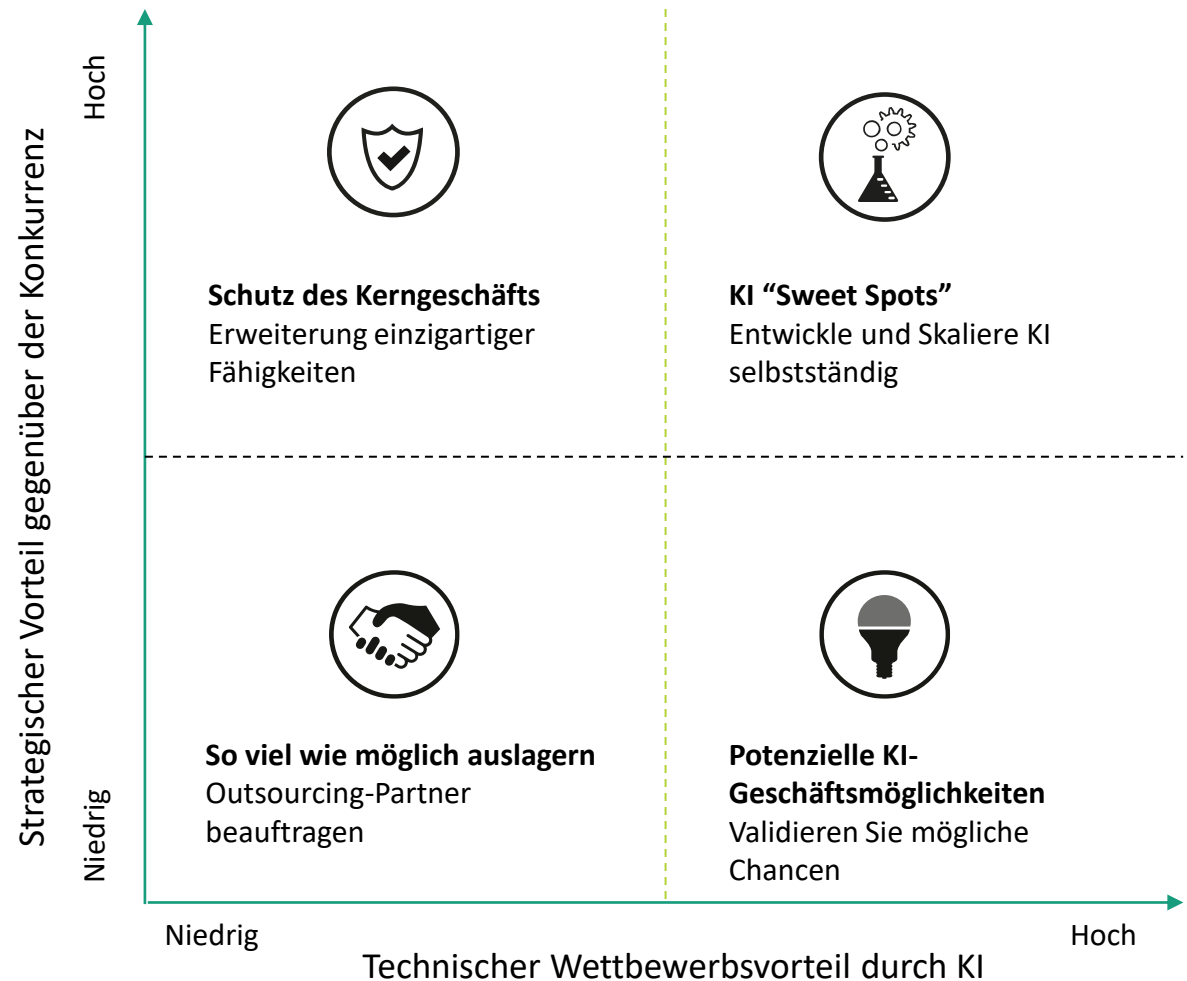 Strategischer Vorteil gegenüber der Konkurrenz
Hoch
Niedrig
Schutz des Kerngeschäfts
Erweiterung einzigartiger
Fähigkeiten
KI “Sweet Spots”
Entwickle und Skaliere KI
selbstständig
So viel wie möglich auslagern
Outsourcing-Partner
beauftragen
Potenzielle KI-
Geschäftsmöglichkeiten
Validieren Sie mögliche
Chancen
Niedrig
Hoch
Technischer Wettbewerbsvorteil durch KI